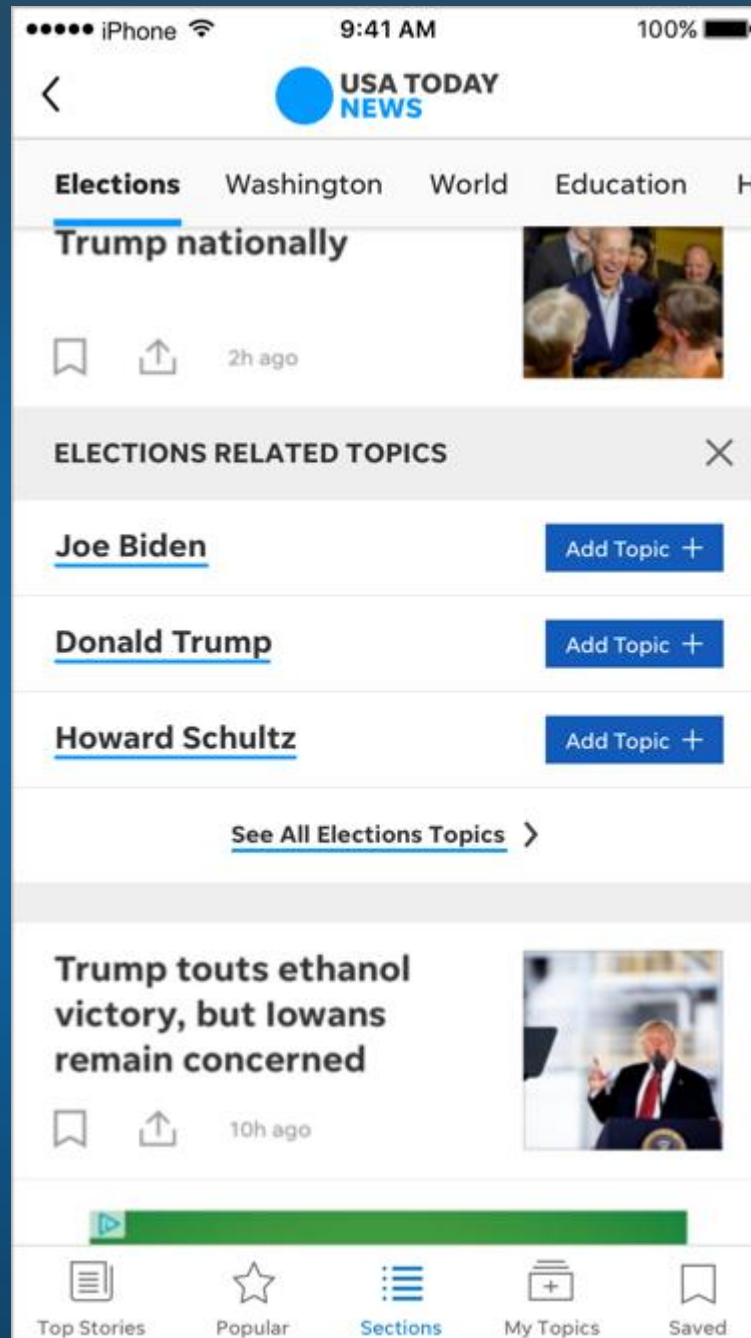 iPhone 9:41 AM 100%
USA TODAY
NEWS
Elections Washington World Education H
Trump nationally
2h ago
ELECTIONS RELATED TOPICS
Joe Biden Add Topic +
Donald Trump Add Topic +
Howard Schultz Add Topic +
See All Elections Topics
Trump touts ethanol
victory, but Iowans
remain concerned
10h ago
Top Stories Popular Sections My Topics Saved